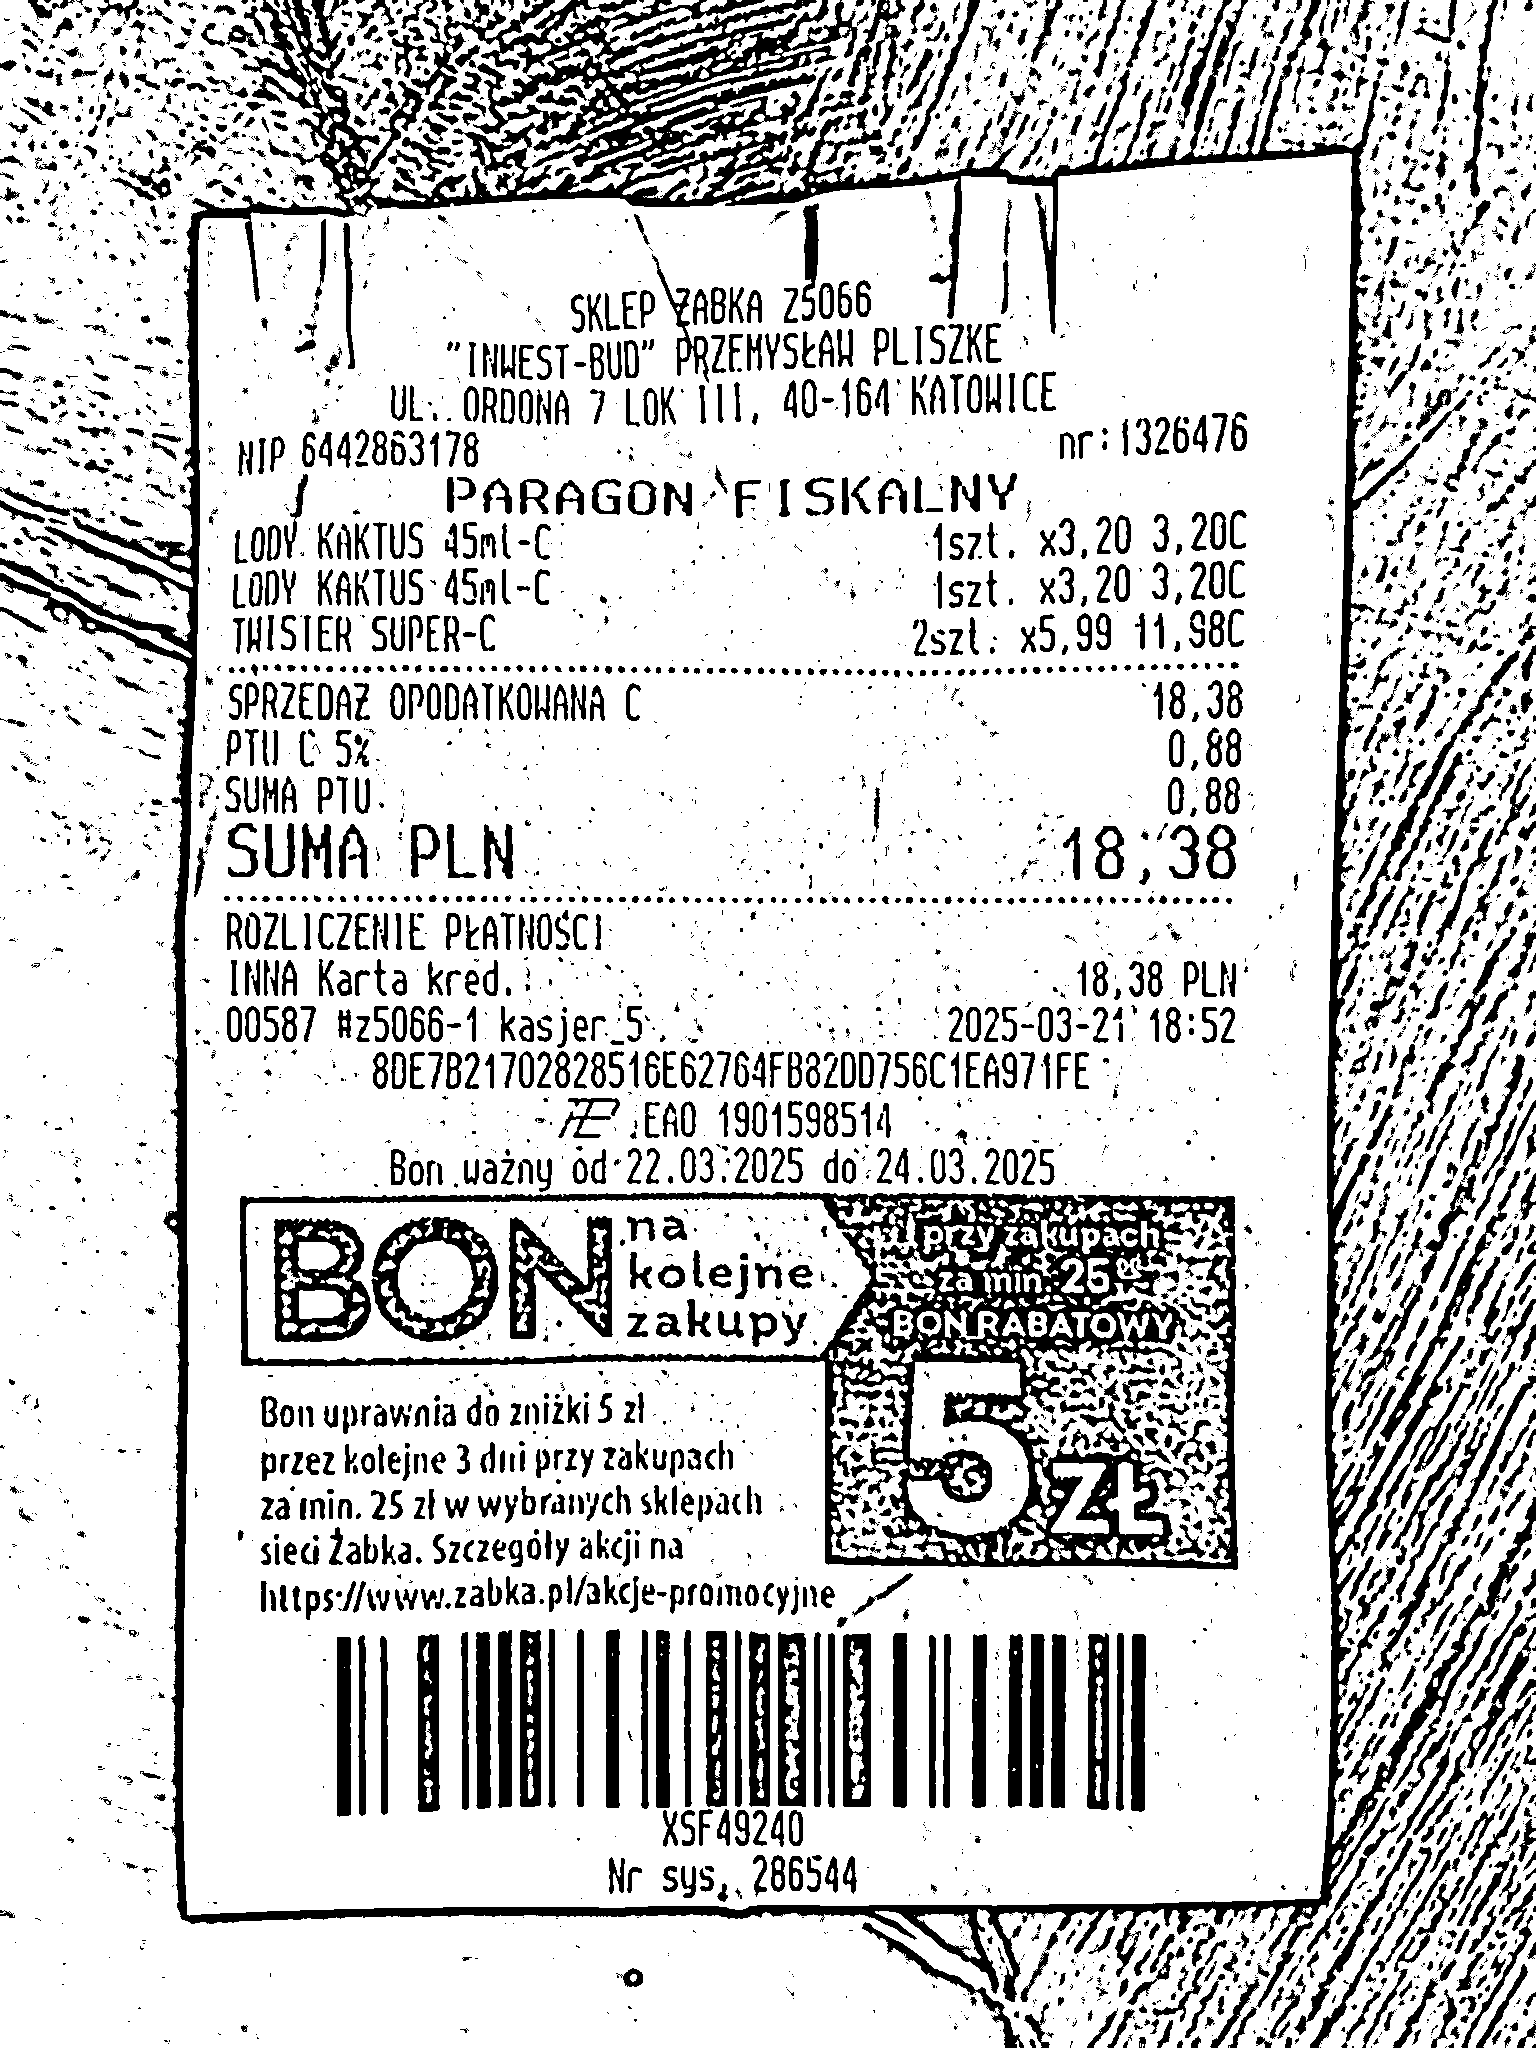 SKLEP ŻABKA Z5066
"INWEST-BUD" PRZEMYSŁAW PLISZKE
UL. ORDONA 7 LOK III, 40-164 KATOWICE
NIP 6442863178 nr:1326476
PARAGON FISKALNY
LODY KAKTUS 45ml-C 1szt. x3,20 3,20C
LODY KAKTUS 45ml-C 1szt. x3,20 3,20C
TWISTER SUPER-C 2szt. x5,99 11,98C
SPRZEDAŻ OPODATKOWANA C 18,38
PTU C 5% 0,88
SUMA PTU 0,88
SUMA PLN 18,38
ROZLICZENIE PŁATNOŚCI
INNA Karta kred. 18,38 PLN
00587 #z5066-1 kasjer_5 2025-03-21 18:52
8DE7B21702828516E62764FB82DD756C1EA971FE
EAO 1901598514
Bon ważny od 22.03.2025 do 24.03.2025
BON na kolejne zakupy
przy zakupach
za min. 25
BON RABATOWY
5 ZŁ
Bon uprawnia do zniżki 5 zł
przez kolejne 3 dni przy zakupach
za min. 25 zł w wybranych sklepach
sieci Żabka. Szczegóły akcji na
https://www.zabka.pl/akcje-promocyjne
XSF49240
Nr sys. 286544